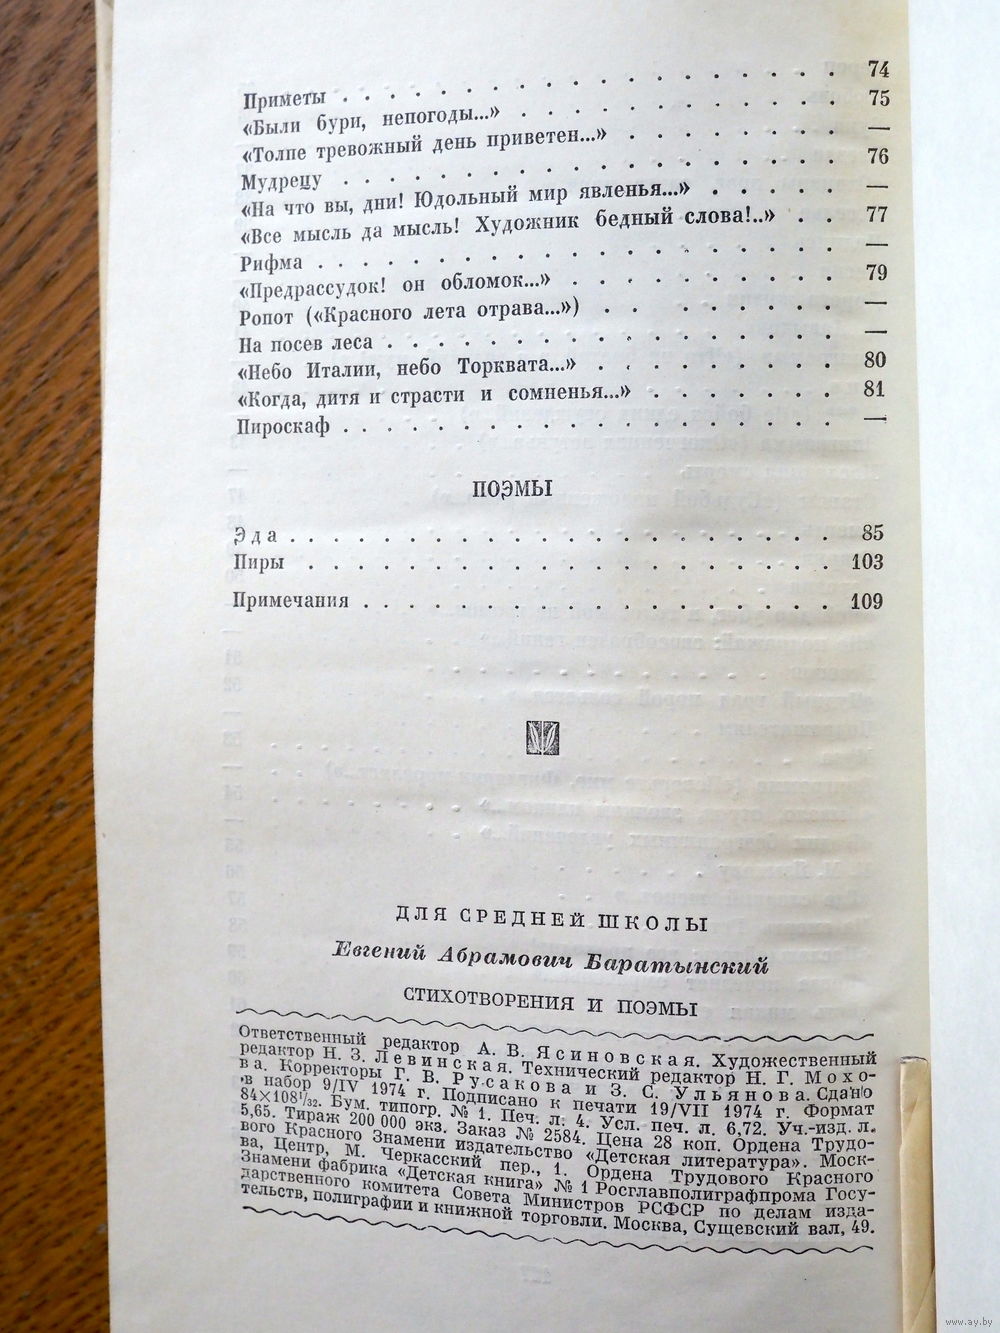 Приметы . . . . . . . . . . . . . . . . . . . . 74
«Были бури, непогоды...» . . . . . . . . . . . . 75
«Толпе тревожный день приветен...» . . . . . . . —
Мудрецу . . . . . . . . . . . . . . . . . . . . 76
«На что вы, дни! Юдольный мир явленья...» . . . . . —
«Все мысль да мысль! Художник бедный слова!..» . . 77
Рифма . . . . . . . . . . . . . . . . . . . . . —
«Предрассудок! он обломок...» . . . . . . . . . . 79
Ропот («Красного лета отрава...») . . . . . . . . —
На посев леса . . . . . . . . . . . . . . . . . —
«Небо Италии, небо Торквата...» . . . . . . . . . 80
«Когда, дитя и страсти и сомненья...» . . . . . . . 81
Пироскаф . . . . . . . . . . . . . . . . . . . . —
ПОЭМЫ
Эда . . . . . . . . . . . . . . . . . . . . . . 85
Пиры . . . . . . . . . . . . . . . . . . . . . 103
Примечания . . . . . . . . . . . . . . . . . . 109
ДЛЯ СРЕДНЕЙ ШКОЛЫ
Евгений Абрамович Баратынский
СТИХОТВОРЕНИЯ И ПОЭМЫ
Ответственный редактор А. В. Ясиновская. Художественный
редактор Н. З. Левинская. Технический редактор Н. Г. Мохо-
ва. Корректоры Г. В. Русакова и З. С. Ульянова. Сдано
в набор 9/IV 1974 г. Подписано к печати 19/VII 1974 г. Формат
84×108 1/32. Бум. типогр. № 1. Печ. л. 4. Усл. печ. л. 6,72. Уч.-изд. л.
5,65. Тираж 200 000 экз. Заказ № 2584. Цена 28 коп. Ордена Трудо-
вого Красного Знамени издательство «Детская литература». Моск-
ва, Центр, М. Черкасский пер., 1. Ордена Трудового Красного
Знамени фабрика «Детская книга» № 1 Росглавполиграфпрома Госу-
дарственного комитета Совета Министров РСФСР по делам изда-
тельств, полиграфии и книжной торговли. Москва, Сущевский вал, 49.
www.ay.by